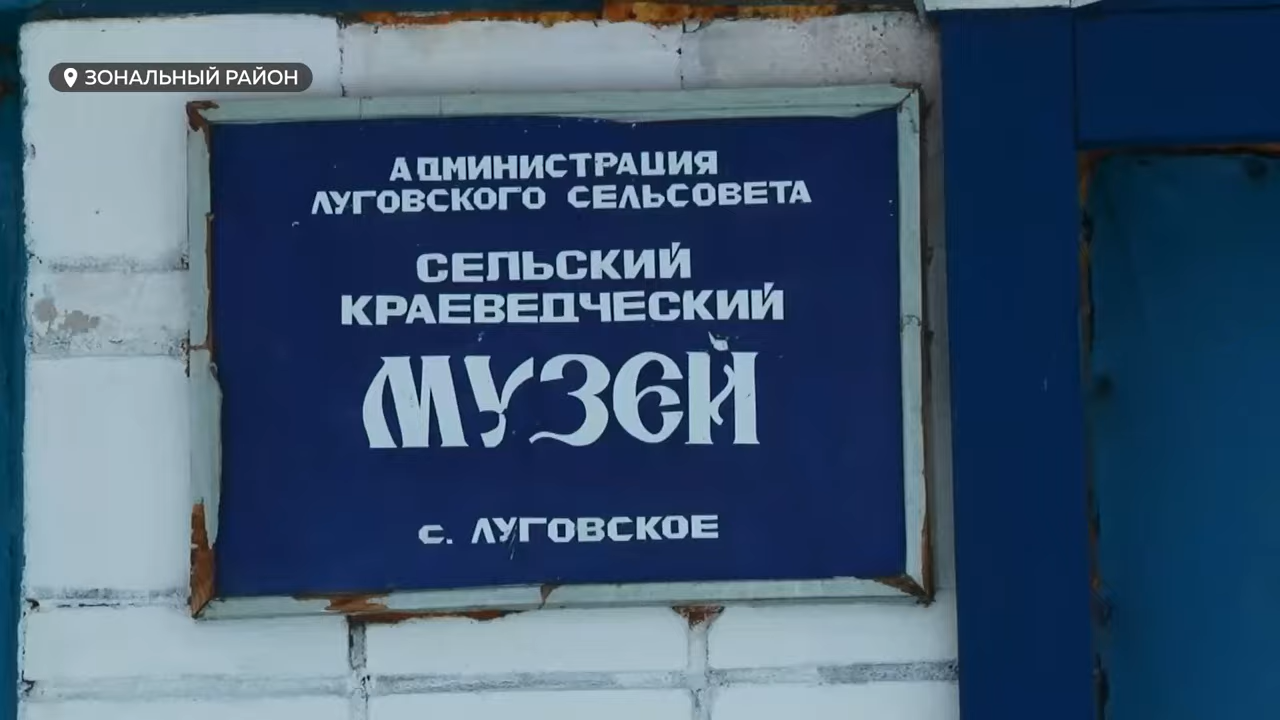 ЗОНАЛЬНЫЙ РАЙОН
АДМИНИСТРАЦИЯ
ЛУГОВСКОГО СЕЛЬСОВЕТА
СЕЛЬСКИЙ
КРАЕВЕДЧЕСКИЙ
МУЗЕЙ
с. ЛУГОВСКОЕ